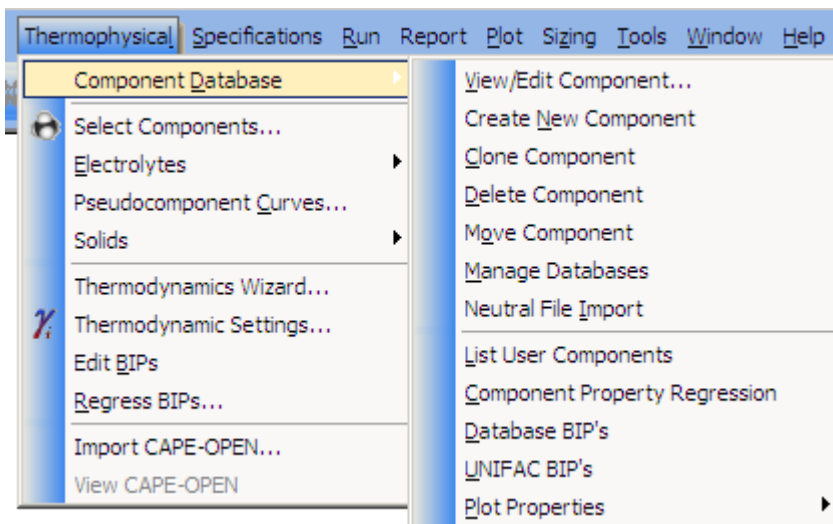 Thermophysical Specifications Run Report Plot Sizing Tools Window Help
Component Database
Select Components...
Electrolytes
Pseudocomponent Curves...
Solids
Thermodynamics Wizard...
Thermodynamic Settings...
Edit BIPs
Regress BIPs...
Import CAPE-OPEN...
View CAPE-OPEN
View/Edit Component...
Create New Component
Clone Component
Delete Component
Move Component
Manage Databases
Neutral File Import
List User Components
Component Property Regression
Database BIP's
UNIFAC BIP's
Plot Properties